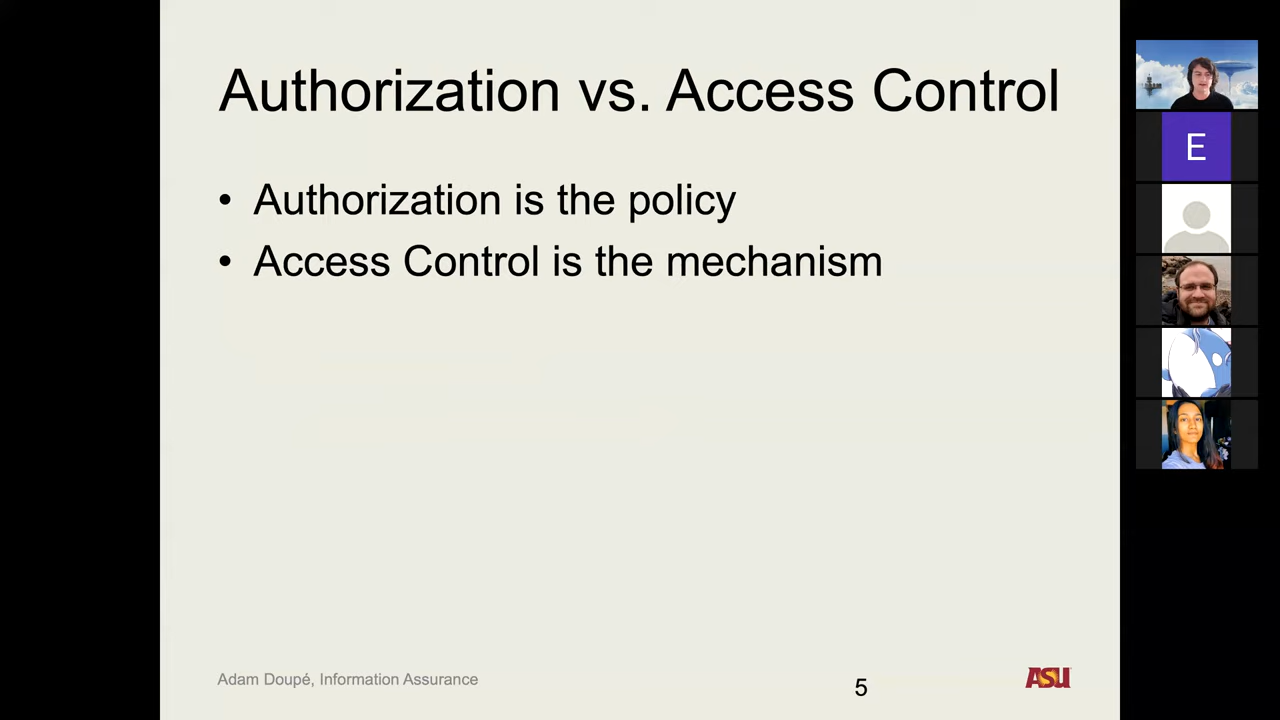 Authorization vs. Access Control
• Authorization is the policy
• Access Control is the mechanism
E
Adam Doupé, Information Assurance
5
ASU